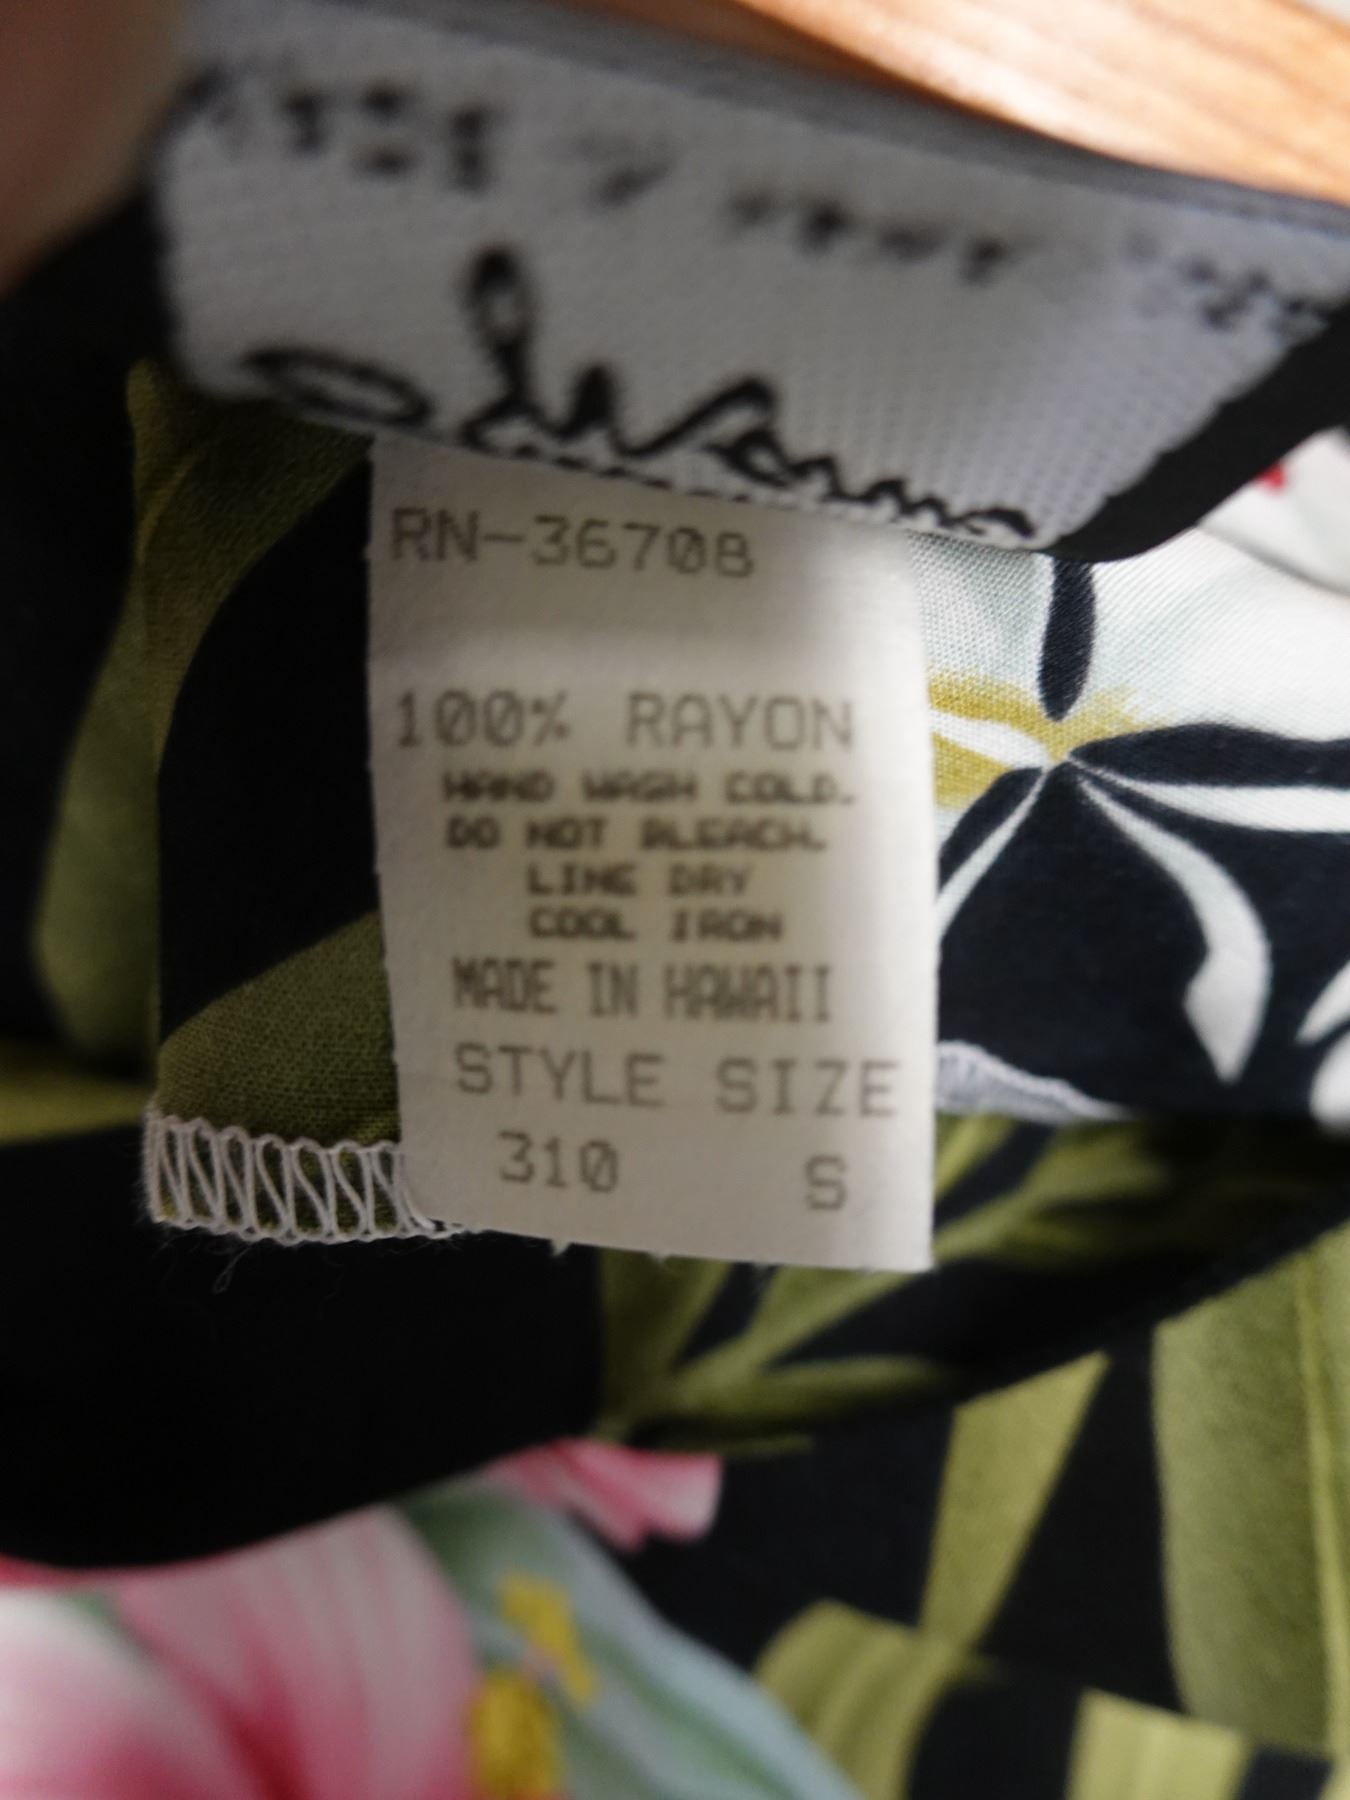 RN-36708
100% RAYON
HAND WASH COLD.
DO NOT BLEACH.
LINE DRY
COOL IRON
MADE IN HAWAII
STYLE SIZE
310 S